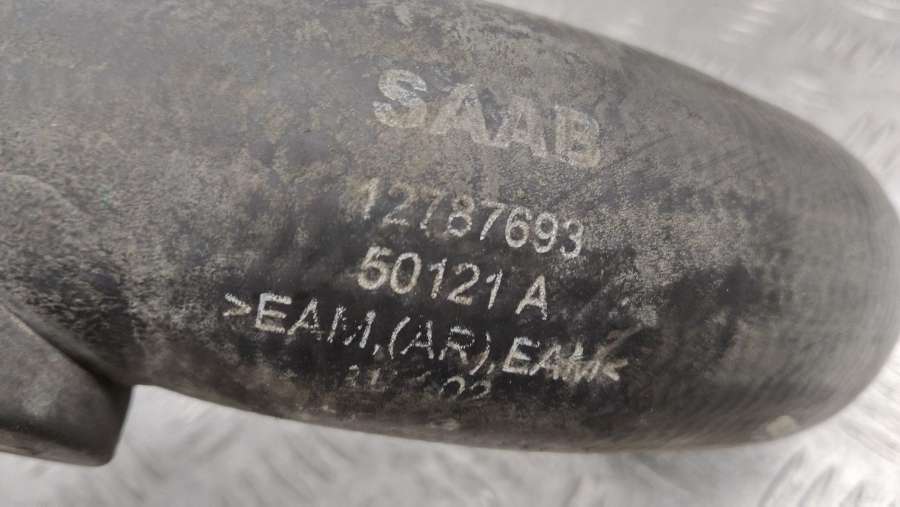 SAAB
12787693
50121 A
>EAM,(AR),EAM<